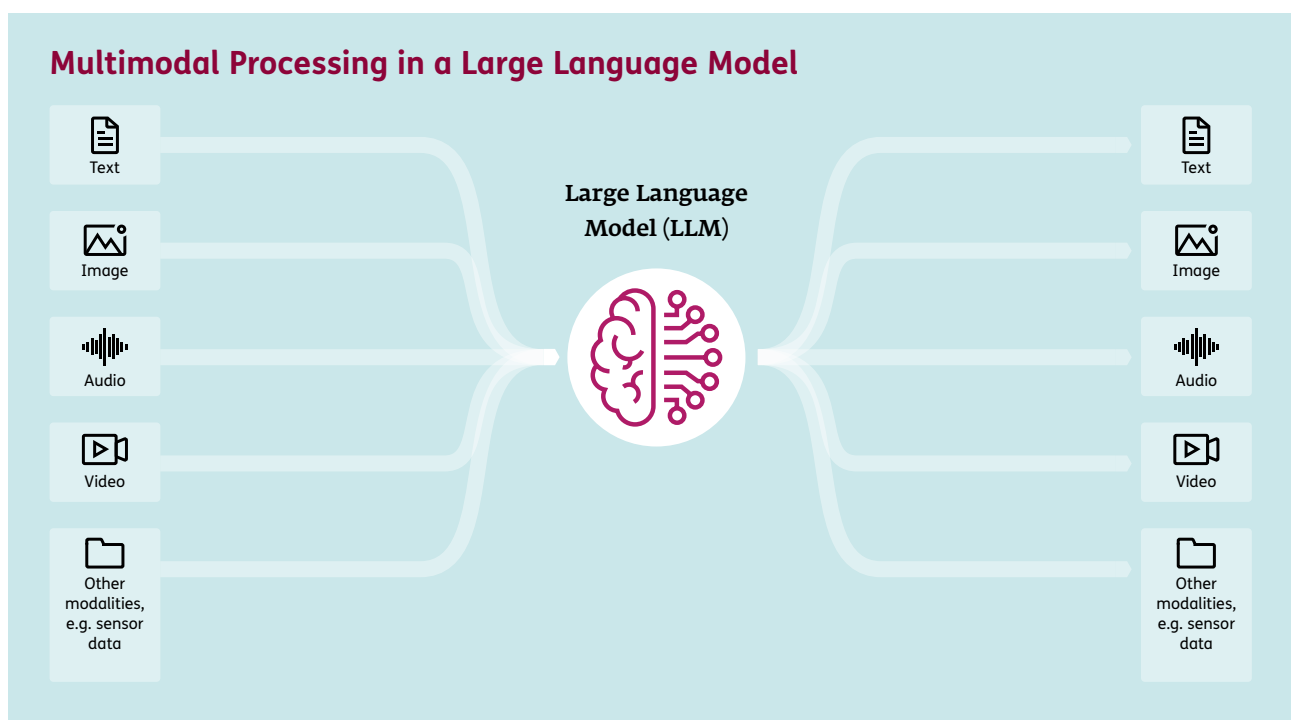 Multimodal Processing in a Large Language Model
Text
Image
Audio
Video
Other
modalities,
e.g. sensor
data
Large Language
Model (LLM)
Text
Image
Audio
Video
Other
modalities,
e.g. sensor
data